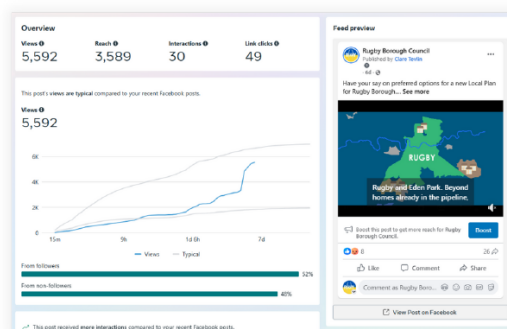 Overview
Views Reach Interactions Link clicks
5,592 3,589 30 49
This post's views are typical compared to your recent Facebook posts.
Views
5,592
6K
4K
2K
0
15m 9h 1d 6h 7d
Views Typical
From followers
52%
From non-followers
48%
This post received more interactions compared to your recent Facebook posts.
Feed preview
Rugby Borough Council
Published by Clare
6d
Have your say on preferred options for a new Local Plan
for Rugby Borough... See more
RUGBY
Rugby and Eden Park. Beyond
homes already in the pipeline,
Boost this post to get more reach for Rugby
Borough Council.
Boost
8 26
Like Comment Share
Comment as Rugby Boro...
View Post on Facebook